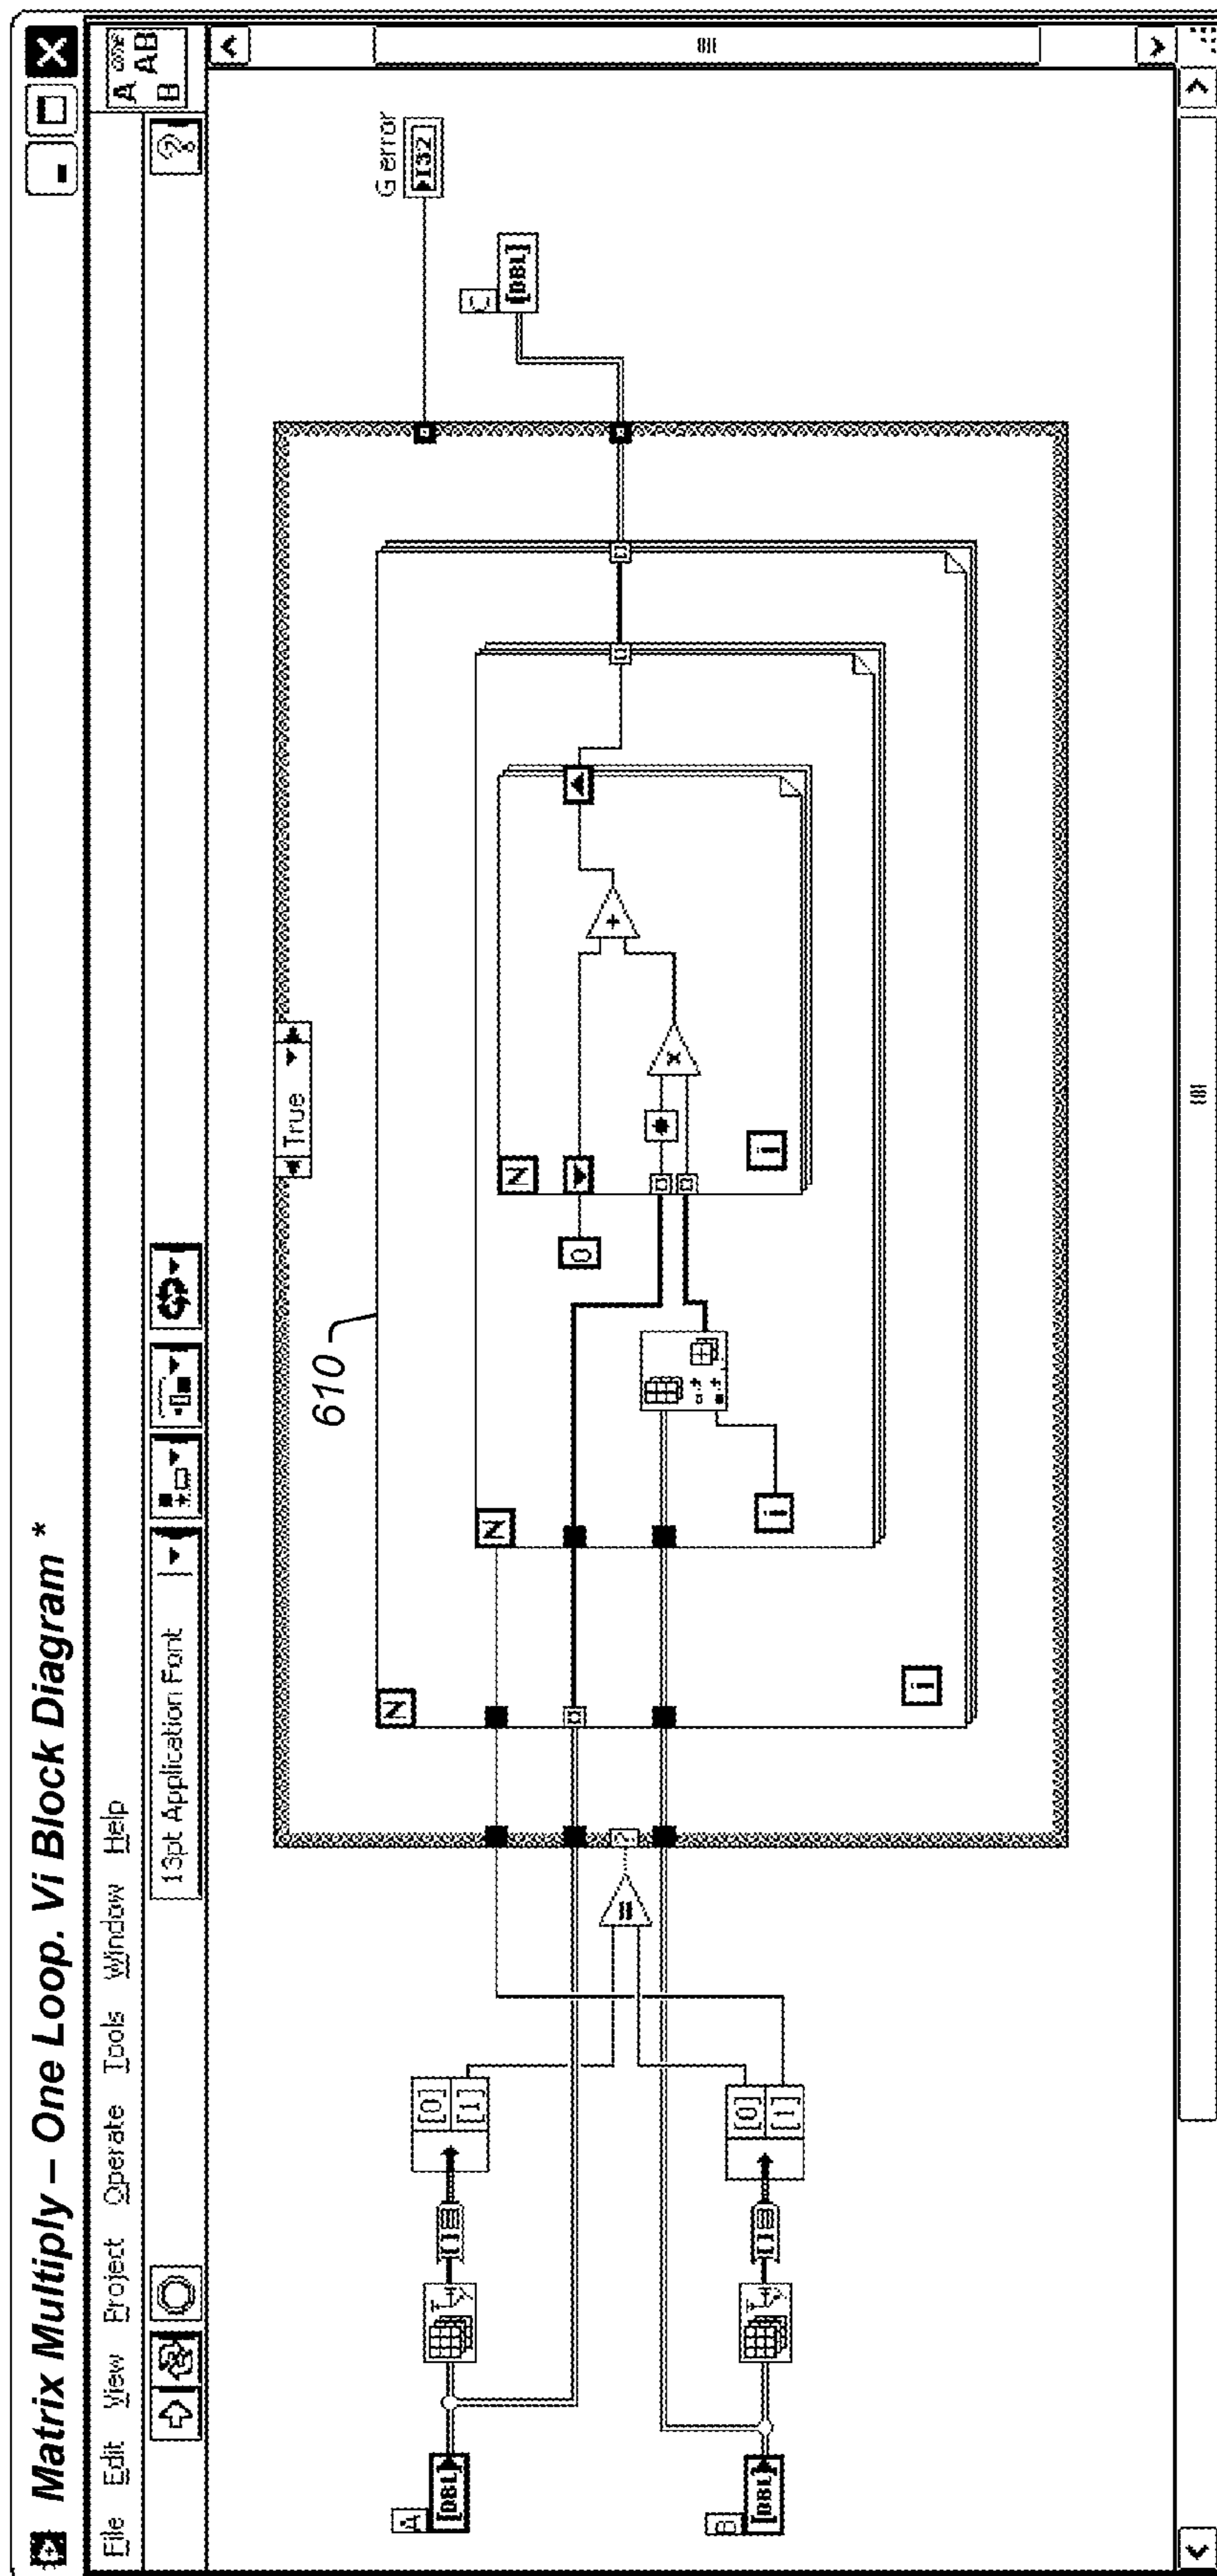 Matrix Multiply – One Loop. Vi Block Diagram *
File Edit View Project Operate Tools Window Help
13pt Application Font
?
A
AB
B
610
True
G error
I32
C
[DBL]
N
N
N
0
+
x
i
i
i
?
=
A
[DBL]
[0]
[1]
B
[DBL]
[0]
[1]